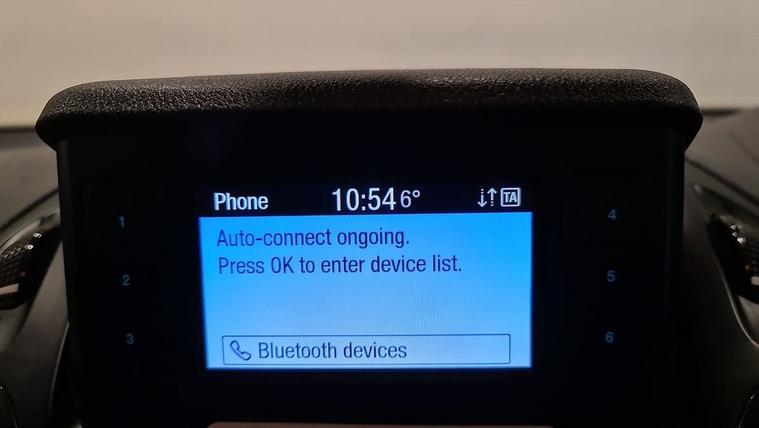 Phone 10:54 6° TA
Auto-connect ongoing.
Press OK to enter device list.
Bluetooth devices
1
2
3
4
5
6